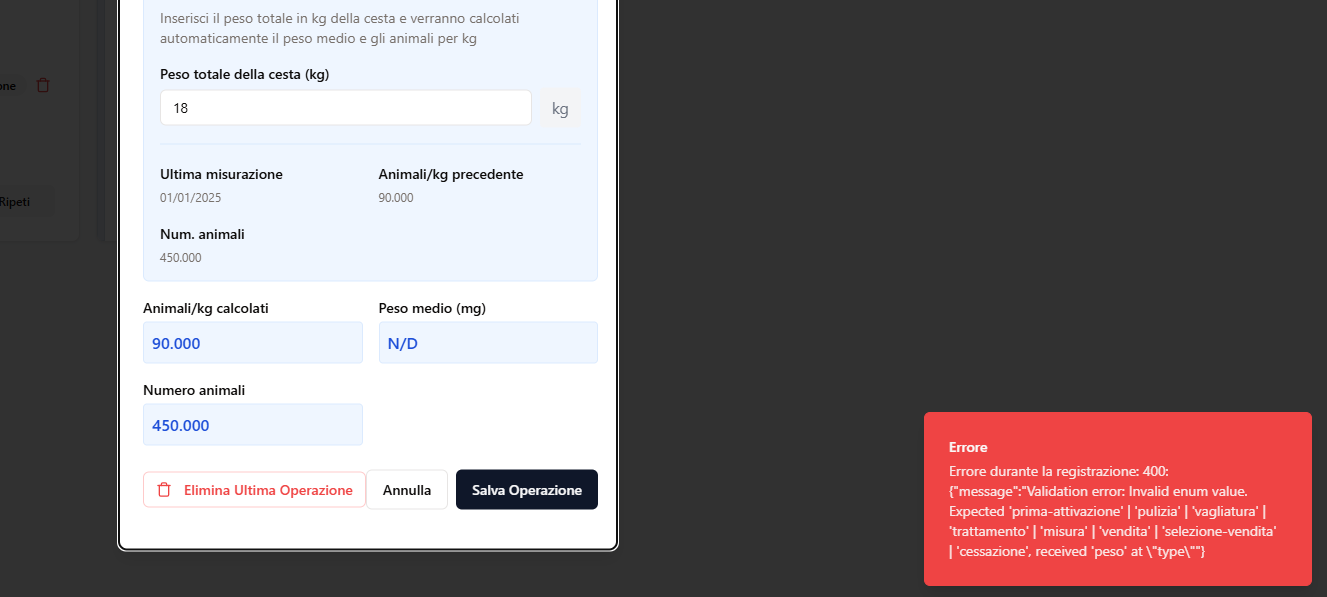 Inserisci il peso totale in kg della cesta e verranno calcolati
automaticamente il peso medio e gli animali per kg
Peso totale della cesta (kg)
one
18
kg
Ultima misurazione
Animali/kg precedente
01/01/2025
90.000
Ripeti
Num. animali
450.000
Animali/kg calcolati
Peso medio (mg)
90.000
N/D
Numero animali
450.000
Elimina Ultima Operazione
Annulla
Salva Operazione
Errore
Errore durante la registrazione: 400:
{"message":"Validation error: Invalid enum value.
Expected 'prima-attivazione' | 'pulizia' | 'vagliatura' |
'trattamento' | 'misura' | 'vendita' | 'selezione-vendita'
| 'cessazione', received 'peso' at \"type\""}